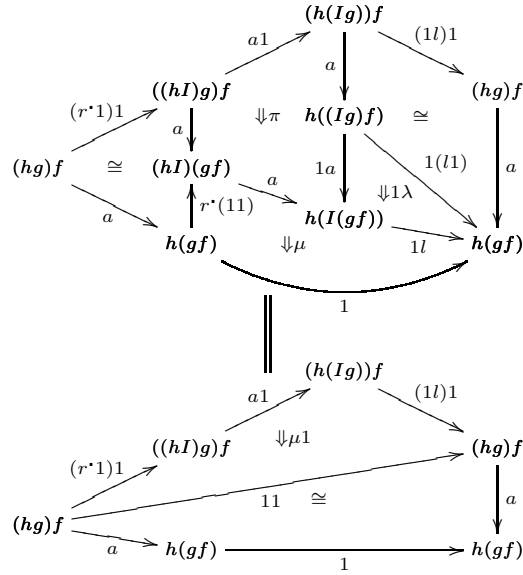 (h(Ig))f
a1 (1l)1
a
((hI)g)f ⇓π h((Ig)f) ≅ (hg)f
(r˙1)1 a
(hg)f ≅ (hI)(gf) a 1a ⇓1λ 1(l1) a
a r˙(11) h(I(gf))
h(gf) ⇓μ 1l h(gf)
1
(h(Ig))f
a1 (1l)1
((hI)g)f ⇓μ1 (hg)f
(r˙1)1
(hg)f 11 ≅ a
a h(gf) 1 h(gf)